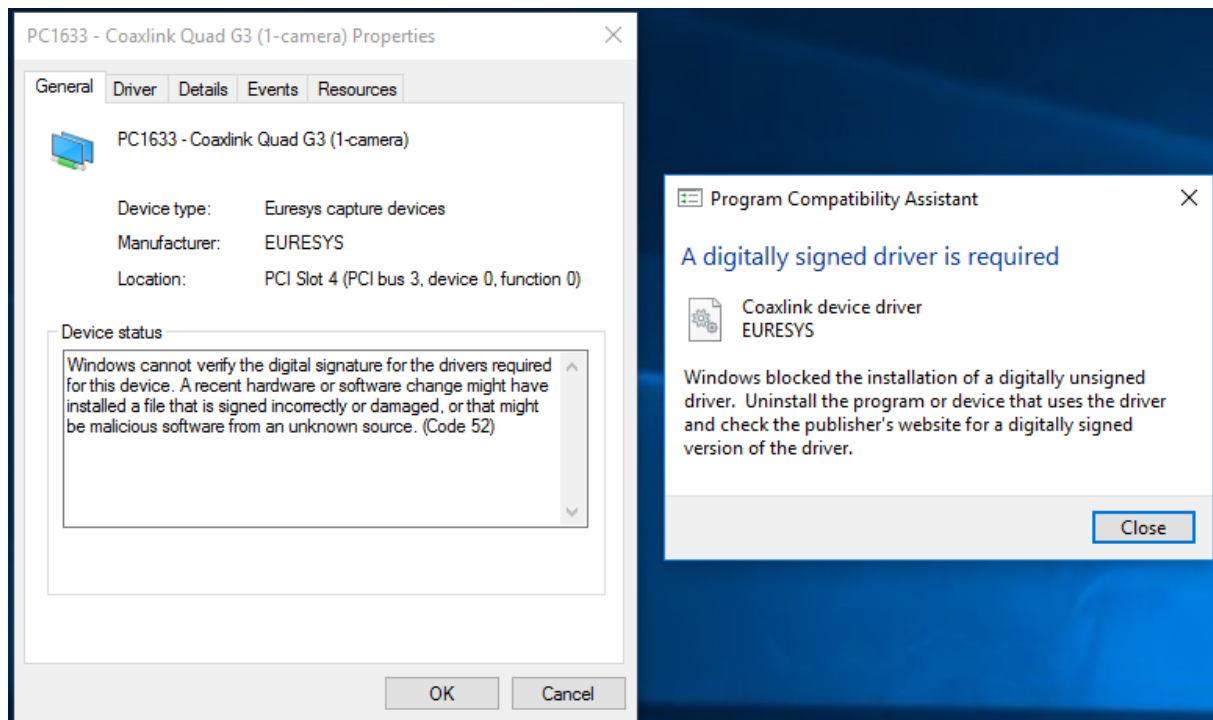 PC1633 - Coaxlink Quad G3 (1-camera) Properties
General Driver Details Events Resources
PC1633 - Coaxlink Quad G3 (1-camera)
Device type: Euresys capture devices
Manufacturer: EURESYS
Location: PCI Slot 4 (PCI bus 3, device 0, function 0)
Device status
Windows cannot verify the digital signature for the drivers required
for this device. A recent hardware or software change might have
installed a file that is signed incorrectly or damaged, or that might
be malicious software from an unknown source. (Code 52)
OK Cancel
Program Compatibility Assistant
A digitally signed driver is required
Coaxlink device driver
EURESYS
Windows blocked the installation of a digitally unsigned
driver. Uninstall the program or device that uses the driver
and check the publisher's website for a digitally signed
version of the driver.
Close